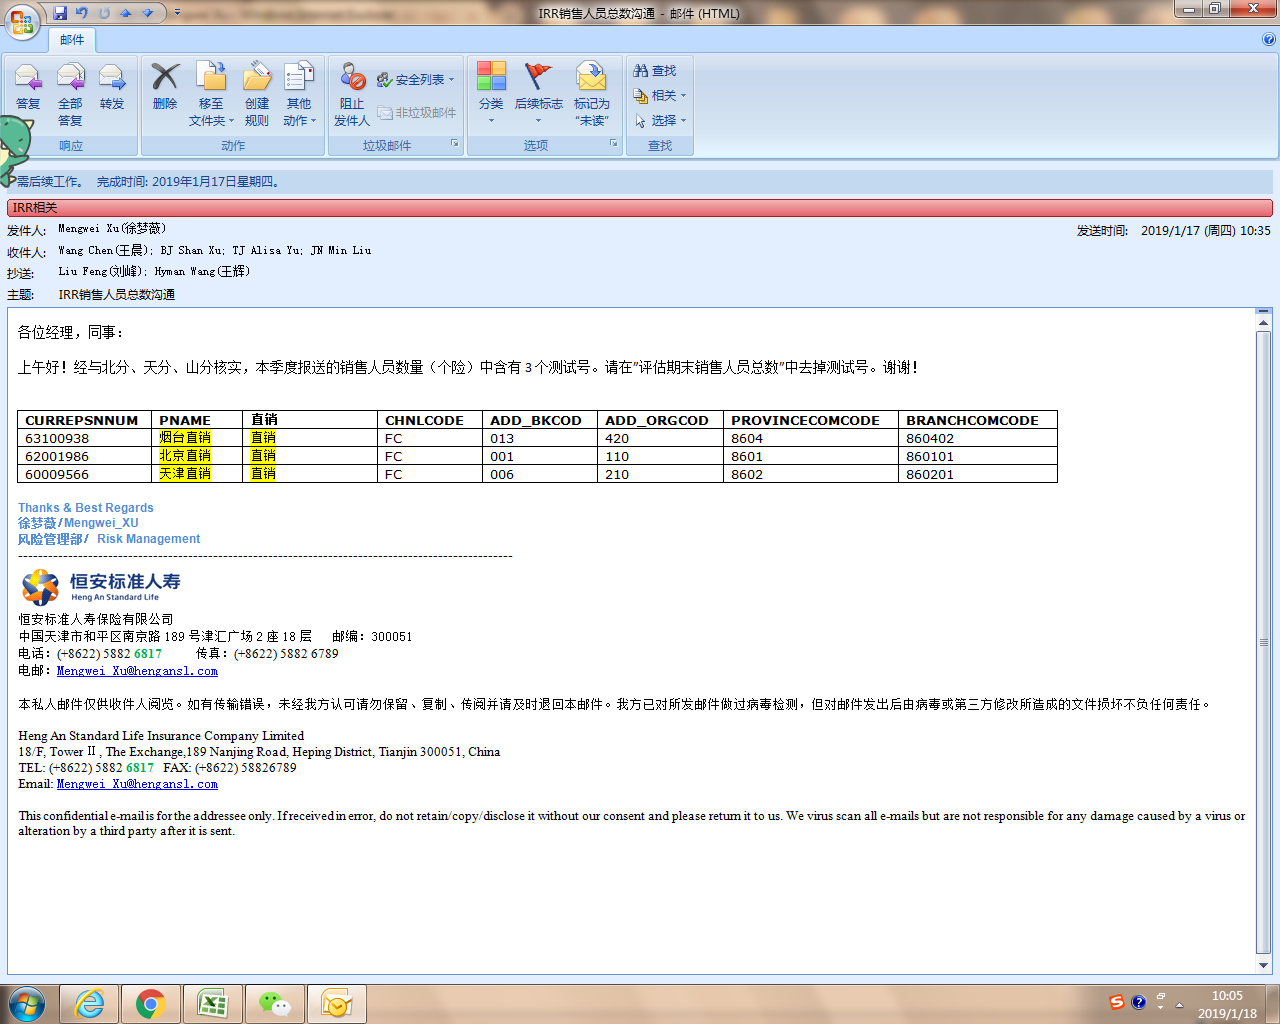 IRR销售人员总数沟通 - 邮件 (HTML)
邮件
答复
全部
答复
转发
响应
删除
移至
文件夹
创建
规则
其他
动作
动作
阻止
发件人
安全列表
非垃圾邮件
垃圾邮件
分类
后续标志
标记为
“未读”
选项
查找
相关
选择
查找
需后续工作。 完成时间: 2019年1月17日星期四。
IRR相关
发件人: Mengwei Xu(徐梦薇)
发送时间: 2019/1/17 (周四) 10:35
收件人: Wang Chen(王晨); BJ Shan Xu; TJ Alisa Yu; JN Min Liu
抄送: Liu Feng(刘峰); Hyman Wang(王辉)
主题: IRR销售人员总数沟通
各位经理，同事：
上午好！经与北分、天分、山分核实，本季度报送的销售人员数量（个险）中含有 3 个测试号。请在“评估期末销售人员总数”中去掉测试号。谢谢！
CURREPSNNUM PNAME 直销 CHNLCODE ADD_BKCOD ADD_ORGCOD PROVINCECOMCODE BRANCHCOMCODE
63100938 烟台直销 直销 FC 013 420 8604 860402
62001986 北京直销 直销 FC 001 110 8601 860101
60009566 天津直销 直销 FC 006 210 8602 860201
Thanks & Best Regards
徐梦薇/Mengwei_XU
风险管理部/ Risk Management
恒安标准人寿
Heng An Standard Life
恒安标准人寿保险有限公司
中国天津市和平区南京路 189 号津汇广场 2 座 18 层 邮编：300051
电话：(+8622) 5882 6817 传真：(+8622) 5882 6789
电邮：Mengwei_Xu@hengansl.com
本私人邮件仅供收件人阅览。如有传输错误，未经我方认可请勿保留、复制、传阅并请及时退回本邮件。我方已对所发邮件做过病毒检测，但对邮件发出后由病毒或第三方修改所造成的文件损坏不负任何责任。
Heng An Standard Life Insurance Company Limited
18/F, Tower Ⅱ, The Exchange,189 Nanjing Road, Heping District, Tianjin 300051, China
TEL: (+8622) 5882 6817 FAX: (+8622) 58826789
Email: Mengwei_Xu@hengansl.com
This confidential e-mail is for the addressee only. If received in error, do not retain/copy/disclose it without our consent and please return it to us. We virus scan all e-mails but are not responsible for any damage caused by a virus or
alteration by a third party after it is sent.
10:05
2019/1/18